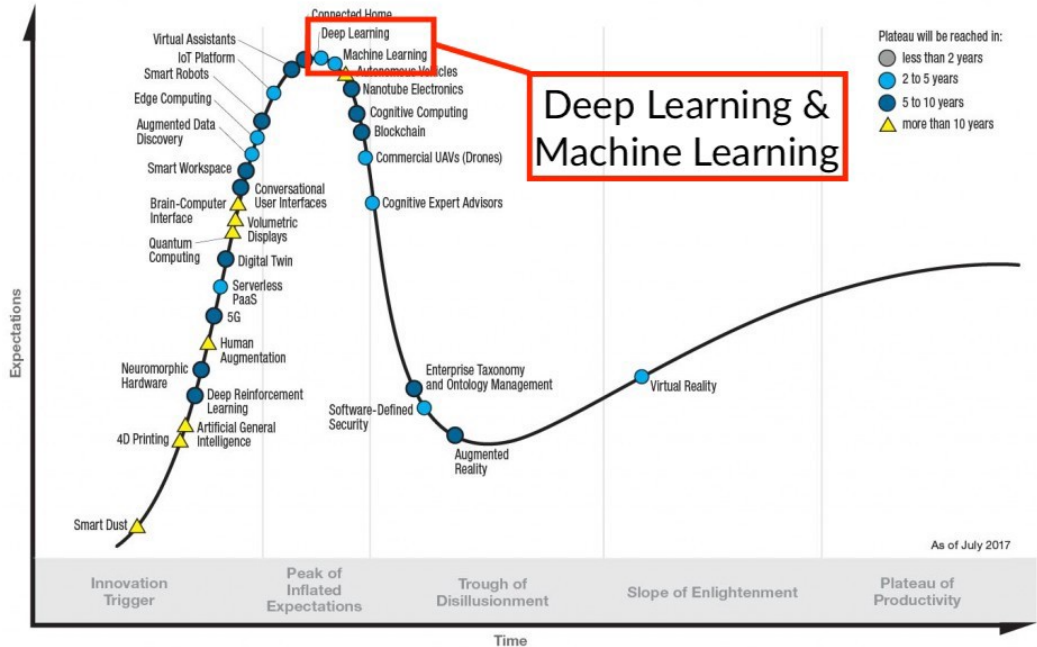 Connected Home
Deep Learning
Machine Learning
Autonomous Vehicles
Nanotube Electronics
Cognitive Computing
Blockchain
Commercial UAVs (Drones)
Cognitive Expert Advisors
Virtual Assistants
IoT Platform
Smart Robots
Edge Computing
Augmented Data
Discovery
Smart Workspace
Conversational
User Interfaces
Brain-Computer
Interface
Volumetric
Displays
Quantum
Computing
Digital Twin
Serverless
PaaS
5G
Human
Augmentation
Neuromorphic
Hardware
Deep Reinforcement
Learning
Artificial General
Intelligence
4D Printing
Smart Dust
Deep Learning &
Machine Learning
Plateau will be reached in:
less than 2 years
2 to 5 years
5 to 10 years
more than 10 years
Enterprise Taxonomy
and Ontology Management
Software-Defined
Security
Augmented
Reality
Virtual Reality
As of July 2017
Expectations
Innovation
Trigger
Peak of
Inflated
Expectations
Trough of
Disillusionment
Slope of Enlightenment
Plateau of
Productivity
Time